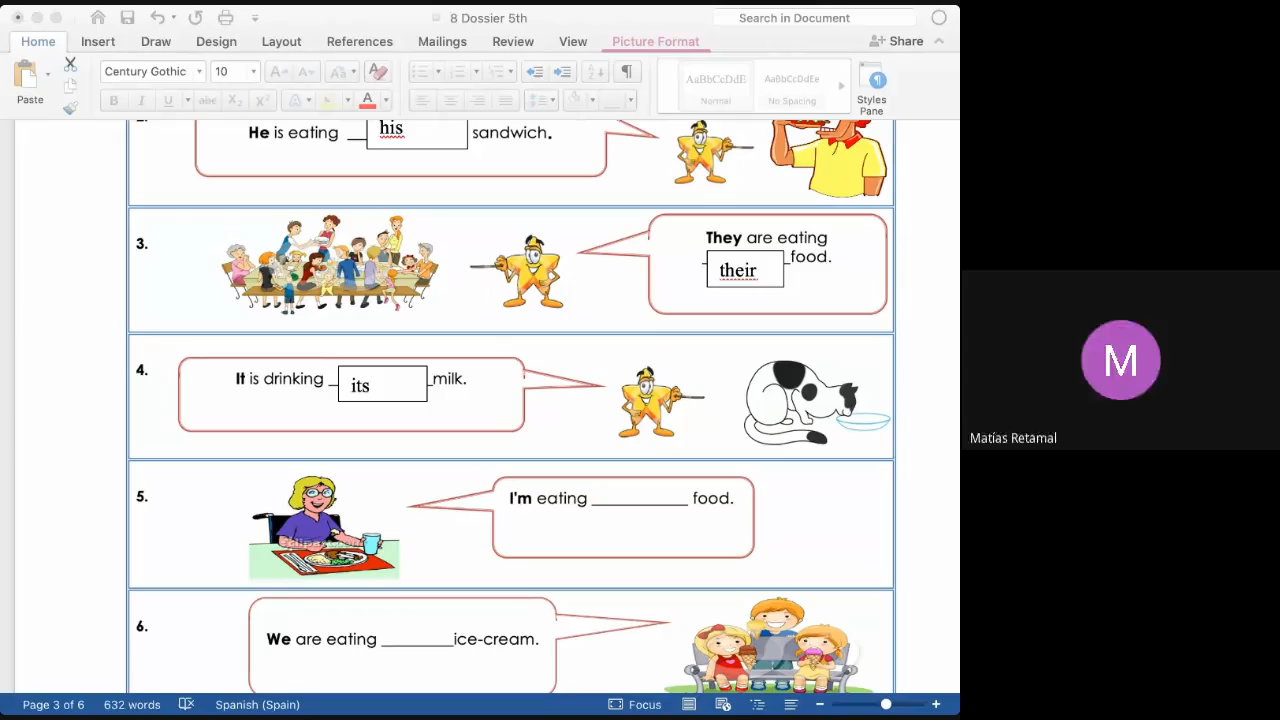 8 Dossier 5th
Search in Document
Home Insert Draw Design Layout References Mailings Review View Picture Format Share
Paste
Century Gothic 10
AaBbCcDdE AaBbCcDdEe
Normal No Spacing
Styles Pane
He is eating his sandwich.
3.
They are eating
their food.
4.
It is drinking its milk.
5.
I'm eating __________ food.
6.
We are eating ________ice-cream.
M
Matías Retamal
Page 3 of 6 632 words Spanish (Spain) Focus